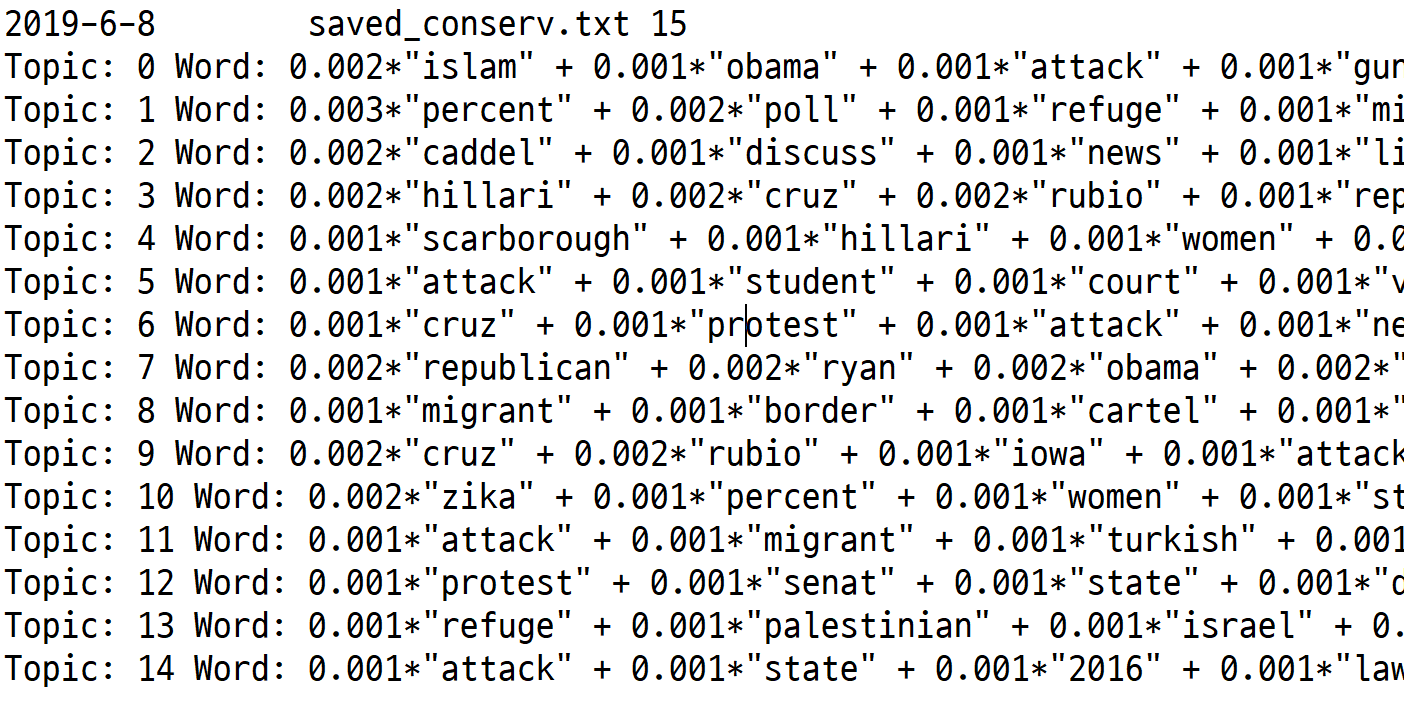 2019-6-8 saved_conserv.txt 15
Topic: 0 Word: 0.002*"islam" + 0.001*"obama" + 0.001*"attack" + 0.001*"gun
Topic: 1 Word: 0.003*"percent" + 0.002*"poll" + 0.001*"refuge" + 0.001*"mi
Topic: 2 Word: 0.002*"caddel" + 0.001*"discuss" + 0.001*"news" + 0.001*"li
Topic: 3 Word: 0.002*"hillari" + 0.002*"cruz" + 0.002*"rubio" + 0.001*"rep
Topic: 4 Word: 0.001*"scarborough" + 0.001*"hillari" + 0.001*"women" + 0.0
Topic: 5 Word: 0.001*"attack" + 0.001*"student" + 0.001*"court" + 0.001*"v
Topic: 6 Word: 0.001*"cruz" + 0.001*"protest" + 0.001*"attack" + 0.001*"ne
Topic: 7 Word: 0.002*"republican" + 0.002*"ryan" + 0.002*"obama" + 0.002*"
Topic: 8 Word: 0.001*"migrant" + 0.001*"border" + 0.001*"cartel" + 0.001*"
Topic: 9 Word: 0.002*"cruz" + 0.002*"rubio" + 0.001*"iowa" + 0.001*"attack
Topic: 10 Word: 0.002*"zika" + 0.001*"percent" + 0.001*"women" + 0.001*"st
Topic: 11 Word: 0.001*"attack" + 0.001*"migrant" + 0.001*"turkish" + 0.001
Topic: 12 Word: 0.001*"protest" + 0.001*"senat" + 0.001*"state" + 0.001*"d
Topic: 13 Word: 0.001*"refuge" + 0.001*"palestinian" + 0.001*"israel" + 0.
Topic: 14 Word: 0.001*"attack" + 0.001*"state" + 0.001*"2016" + 0.001*"law